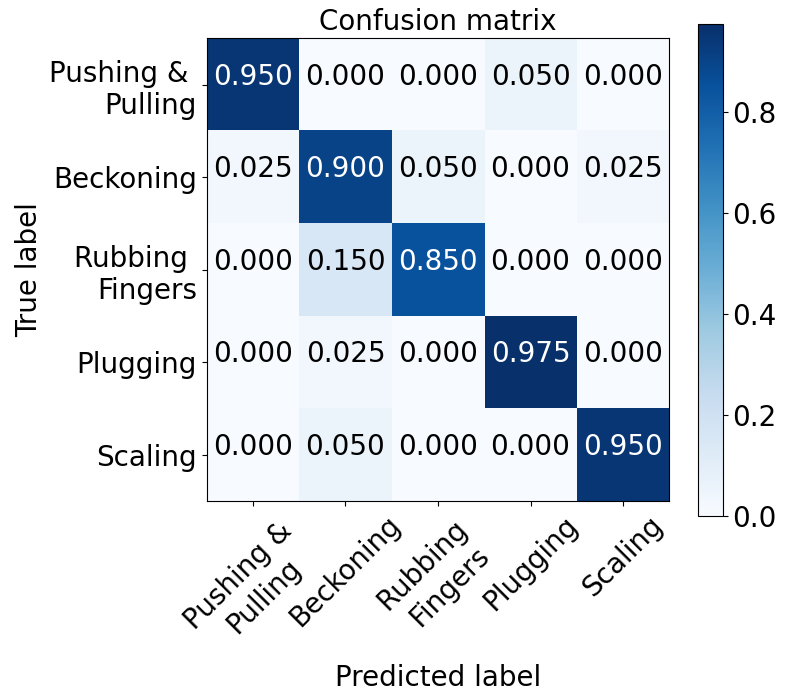 Confusion matrix
Pushing &
Pulling
0.950 0.000 0.000 0.050 0.000
Beckoning
0.025 0.900 0.050 0.000 0.025
Rubbing
Fingers
0.000 0.150 0.850 0.000 0.000
Plugging
0.000 0.025 0.000 0.975 0.000
Scaling
0.000 0.050 0.000 0.000 0.950
True label
Pushing &
Pulling
Beckoning
Rubbing
Fingers
Plugging
Scaling
Predicted label
0.8
0.6
0.4
0.2
0.0